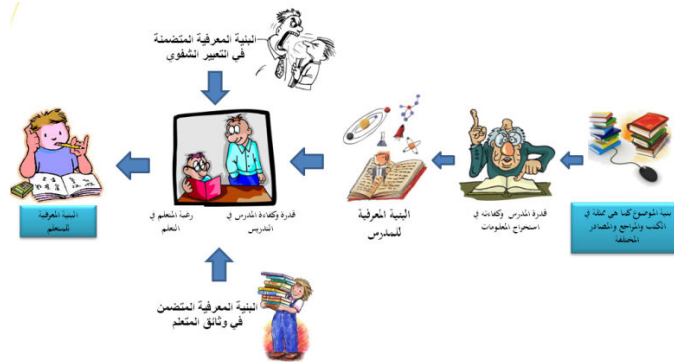 البنية المعرفية المتضمنة
في التعبير الشفوي
بنية الموضوع كما هي ممثلة في
الكتب والمراجع والمصادر
المختلفة
قدرة المدرس وكفاءته في
استخراج المعلومات
البنية المعرفية
للمدرس
قدرة وكفاءة المدرس في
التدريس
رغبة المتعلم في
التعلم
البنية المعرفية
للمتعلم
البنية المعرفية المتضمن
في وثائق المتعلم